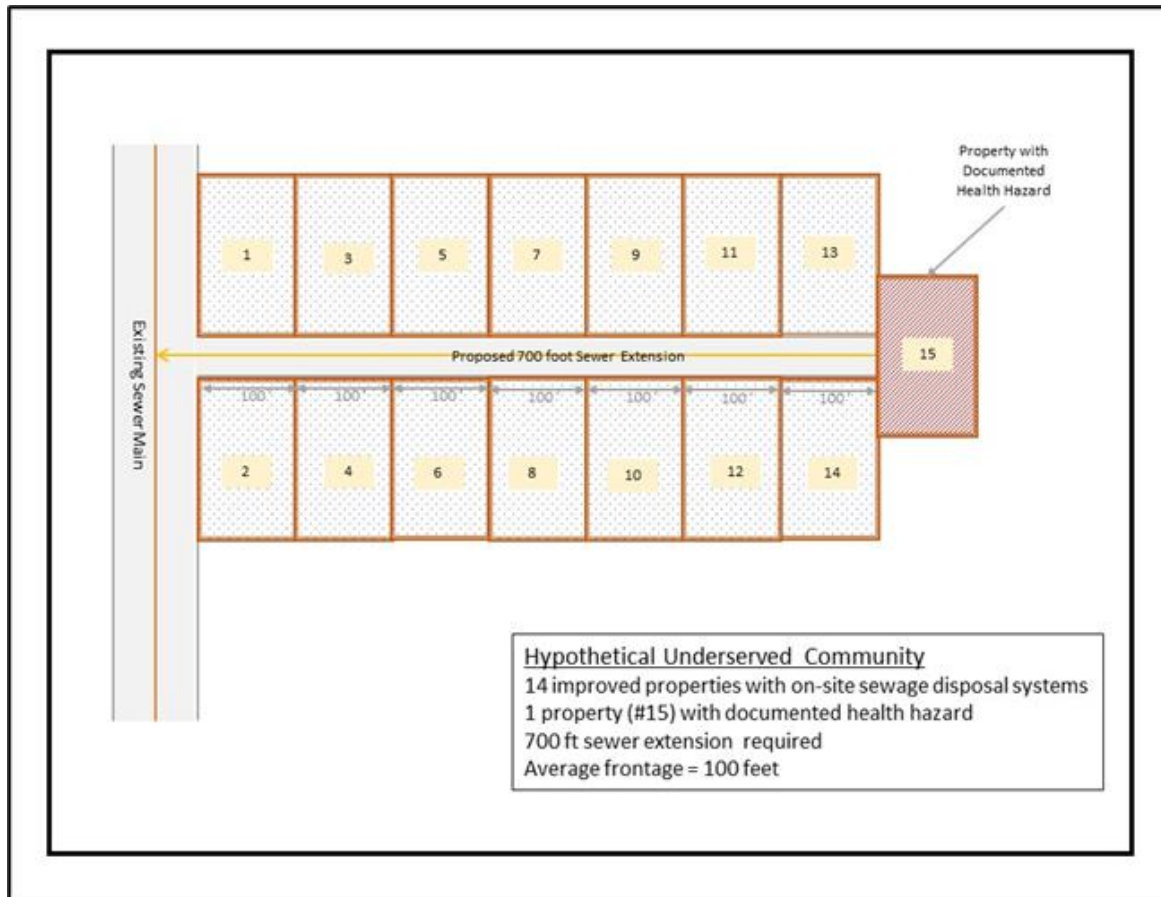 Property with
Documented
Health Hazard
1
3
5
7
9
11
13
15
Existing Sewer Main
Proposed 700 foot Sewer Extension
100'
100'
100'
100'
100'
100'
100'
2
4
6
8
10
12
14
Hypothetical Underserved Community
14 improved properties with on-site sewage disposal systems
1 property (#15) with documented health hazard
700 ft sewer extension required
Average frontage = 100 feet